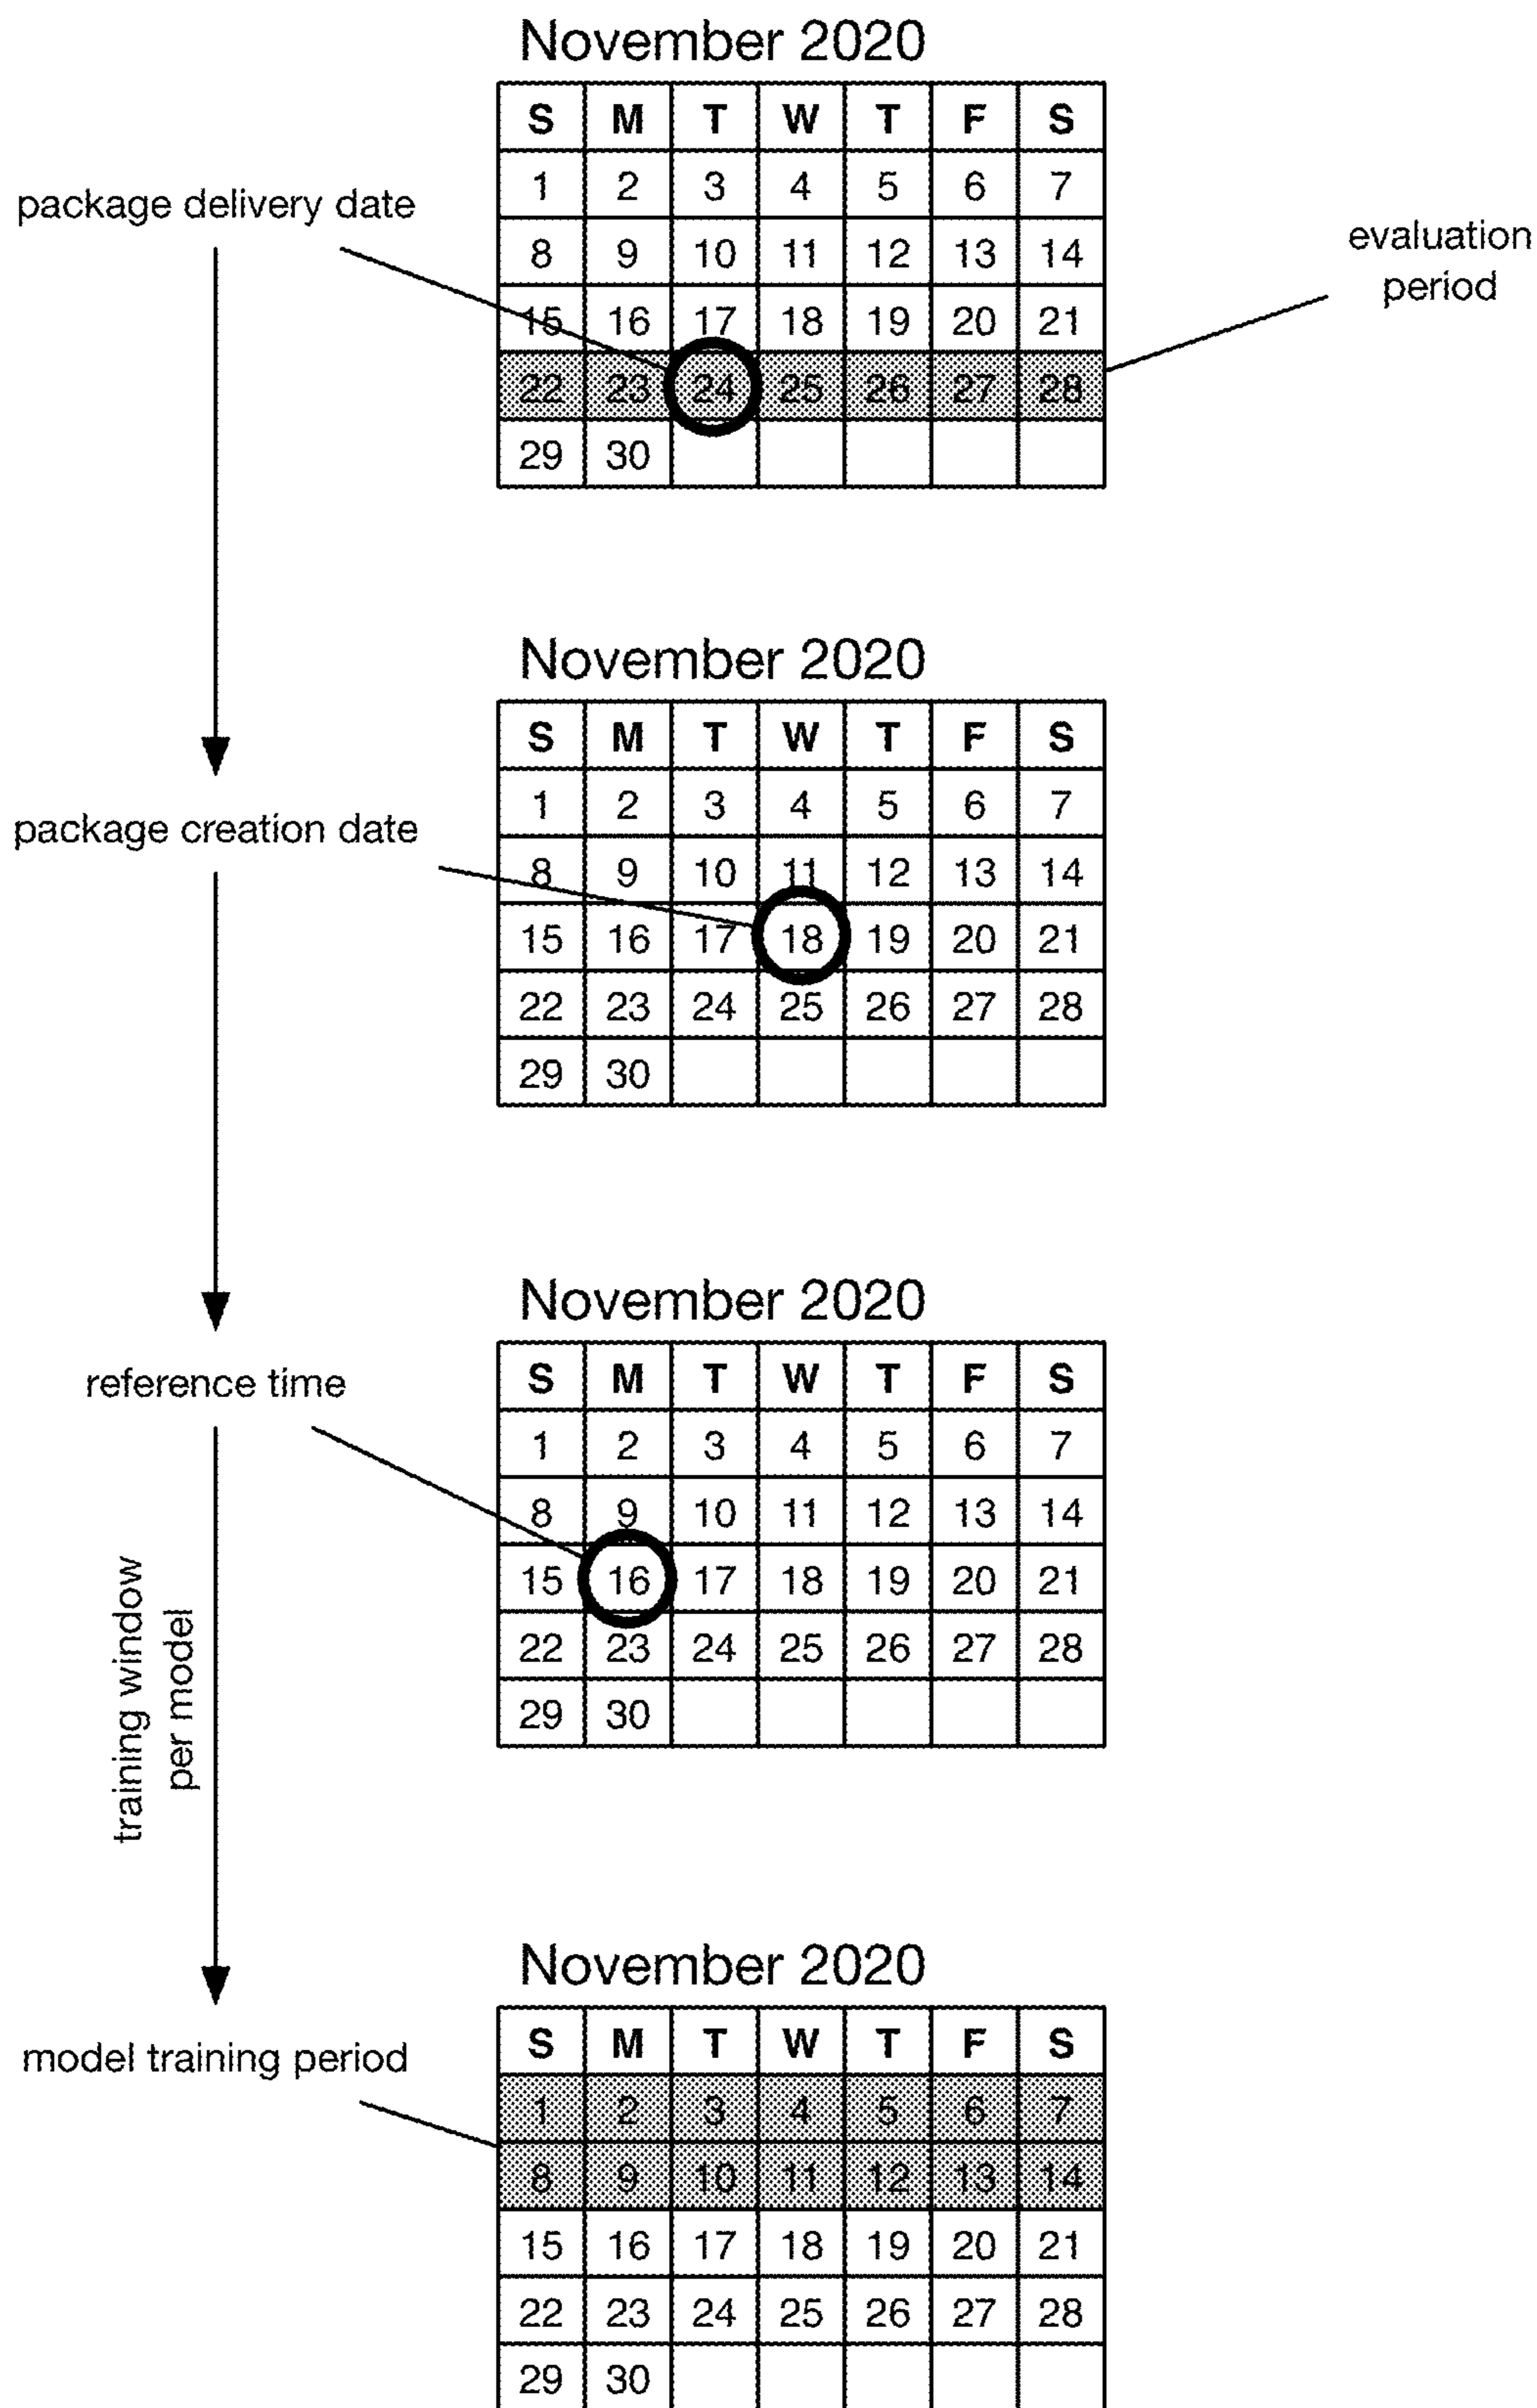 November 2020
S M T W T F S
package delivery date
1 2 3 4 5 6 7
evaluation
period
8 9 10 11 12 13 14
15 16 17 18 19 20 21
22 23 24 25 26 27 28
29 30
November 2020
S M T W T F S
1 2 3 4 5 6 7
package creation date
8 9 10 11 12 13 14
15 16 17 18 19 20 21
22 23 24 25 26 27 28
29 30
November 2020
reference time
S M T W T F S
1 2 3 4 5 6 7
8 9 10 11 12 13 14
15 16 17 18 19 20 21
22 23 24 25 26 27 28
29 30
training window
per model
November 2020
S M T W T F S
model training period
1 2 3 4 5 6 7
8 9 10 11 12 13 14
15 16 17 18 19 20 21
22 23 24 25 26 27 28
29 30